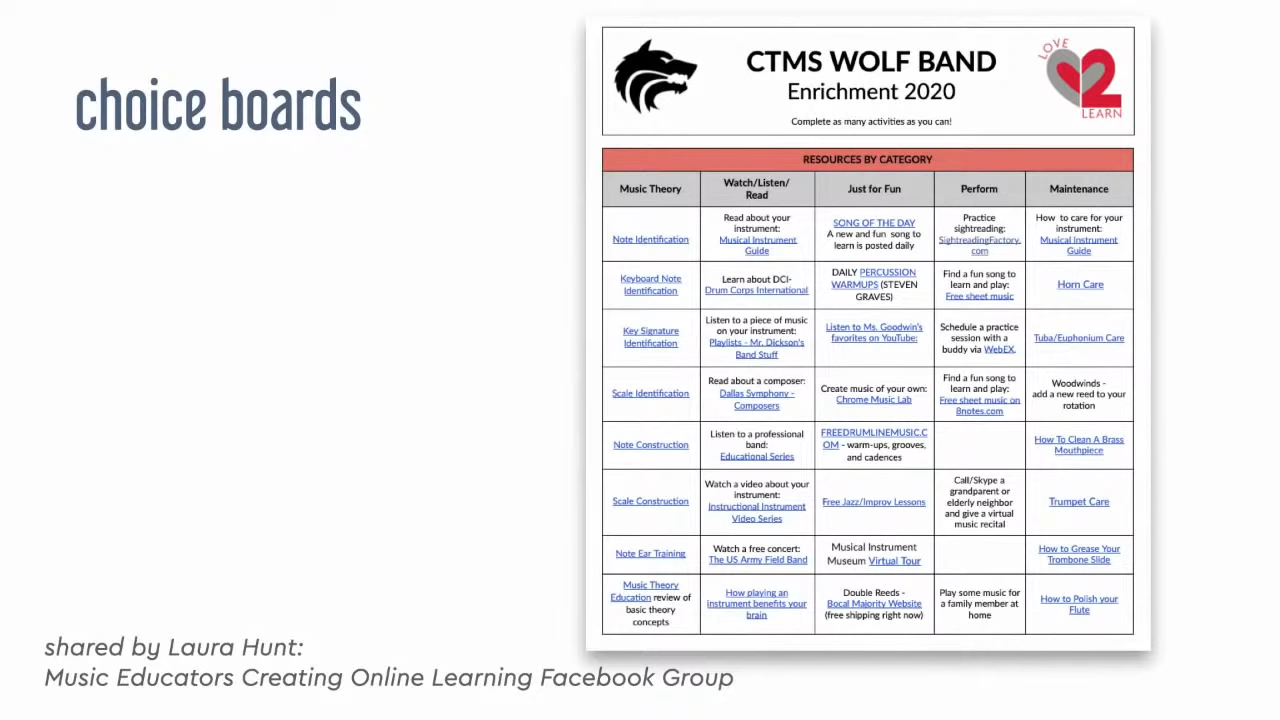 choice boards
CTMS WOLF BAND
Enrichment 2020
Complete as many activities as you can!
LOVE
2
LEARN
RESOURCES BY CATEGORY
Music Theory
Watch/Listen/
Read
Just for Fun
Perform
Maintenance
Note Identification
Read about your
instrument:
Musical Instrument
Guide
SONG OF THE DAY
A new and fun song to
learn is posted daily
Practice
sightreading:
SightreadingFactory.
com
How to care for your
instrument:
Musical Instrument
Guide
Keyboard Note
Identification
Learn about DCI-
Drum Corps International
DAILY PERCUSSION
WARMUPS (STEVEN
GRAVES)
Find a fun song to
learn and play:
Free sheet music
Horn Care
Key Signature
Identification
Listen to a piece of music
on your instrument:
Playlists - Mr. Dickson's
Band Stuff
Listen to Ms. Goodwin's
favorites on YouTube:
Schedule a practice
session with a
buddy via WebEX.
Tuba/Euphonium Care
Scale Identification
Read about a composer:
Dallas Symphony -
Composers
Create music of your own:
Chrome Music Lab
Find a fun song to
learn and play:
Free sheet music on
8notes.com
Woodwinds -
add a new reed to your
rotation
Note Construction
Listen to a professional
band:
Educational Series
FREEDRUMLINEMUSIC.C
OM - warm-ups, grooves,
and cadences
How To Clean A Brass
Mouthpiece
Scale Construction
Watch a video about your
instrument:
Instructional Instrument
Video Series
Free Jazz/Improv Lessons
Call/Skype a
grandparent or
elderly neighbor
and give a virtual
music recital
Trumpet Care
Note Ear Training
Watch a free concert:
The US Army Field Band
Musical Instrument
Museum Virtual Tour
How to Grease Your
Trombone Slide
Music Theory
Education review of
basic theory
concepts
How playing an
instrument benefits your
brain
Double Reeds -
Bocal Majority Website
(free shipping right now)
Play some music for
a family member at
home
How to Polish your
Flute
shared by Laura Hunt:
Music Educators Creating Online Learning Facebook Group